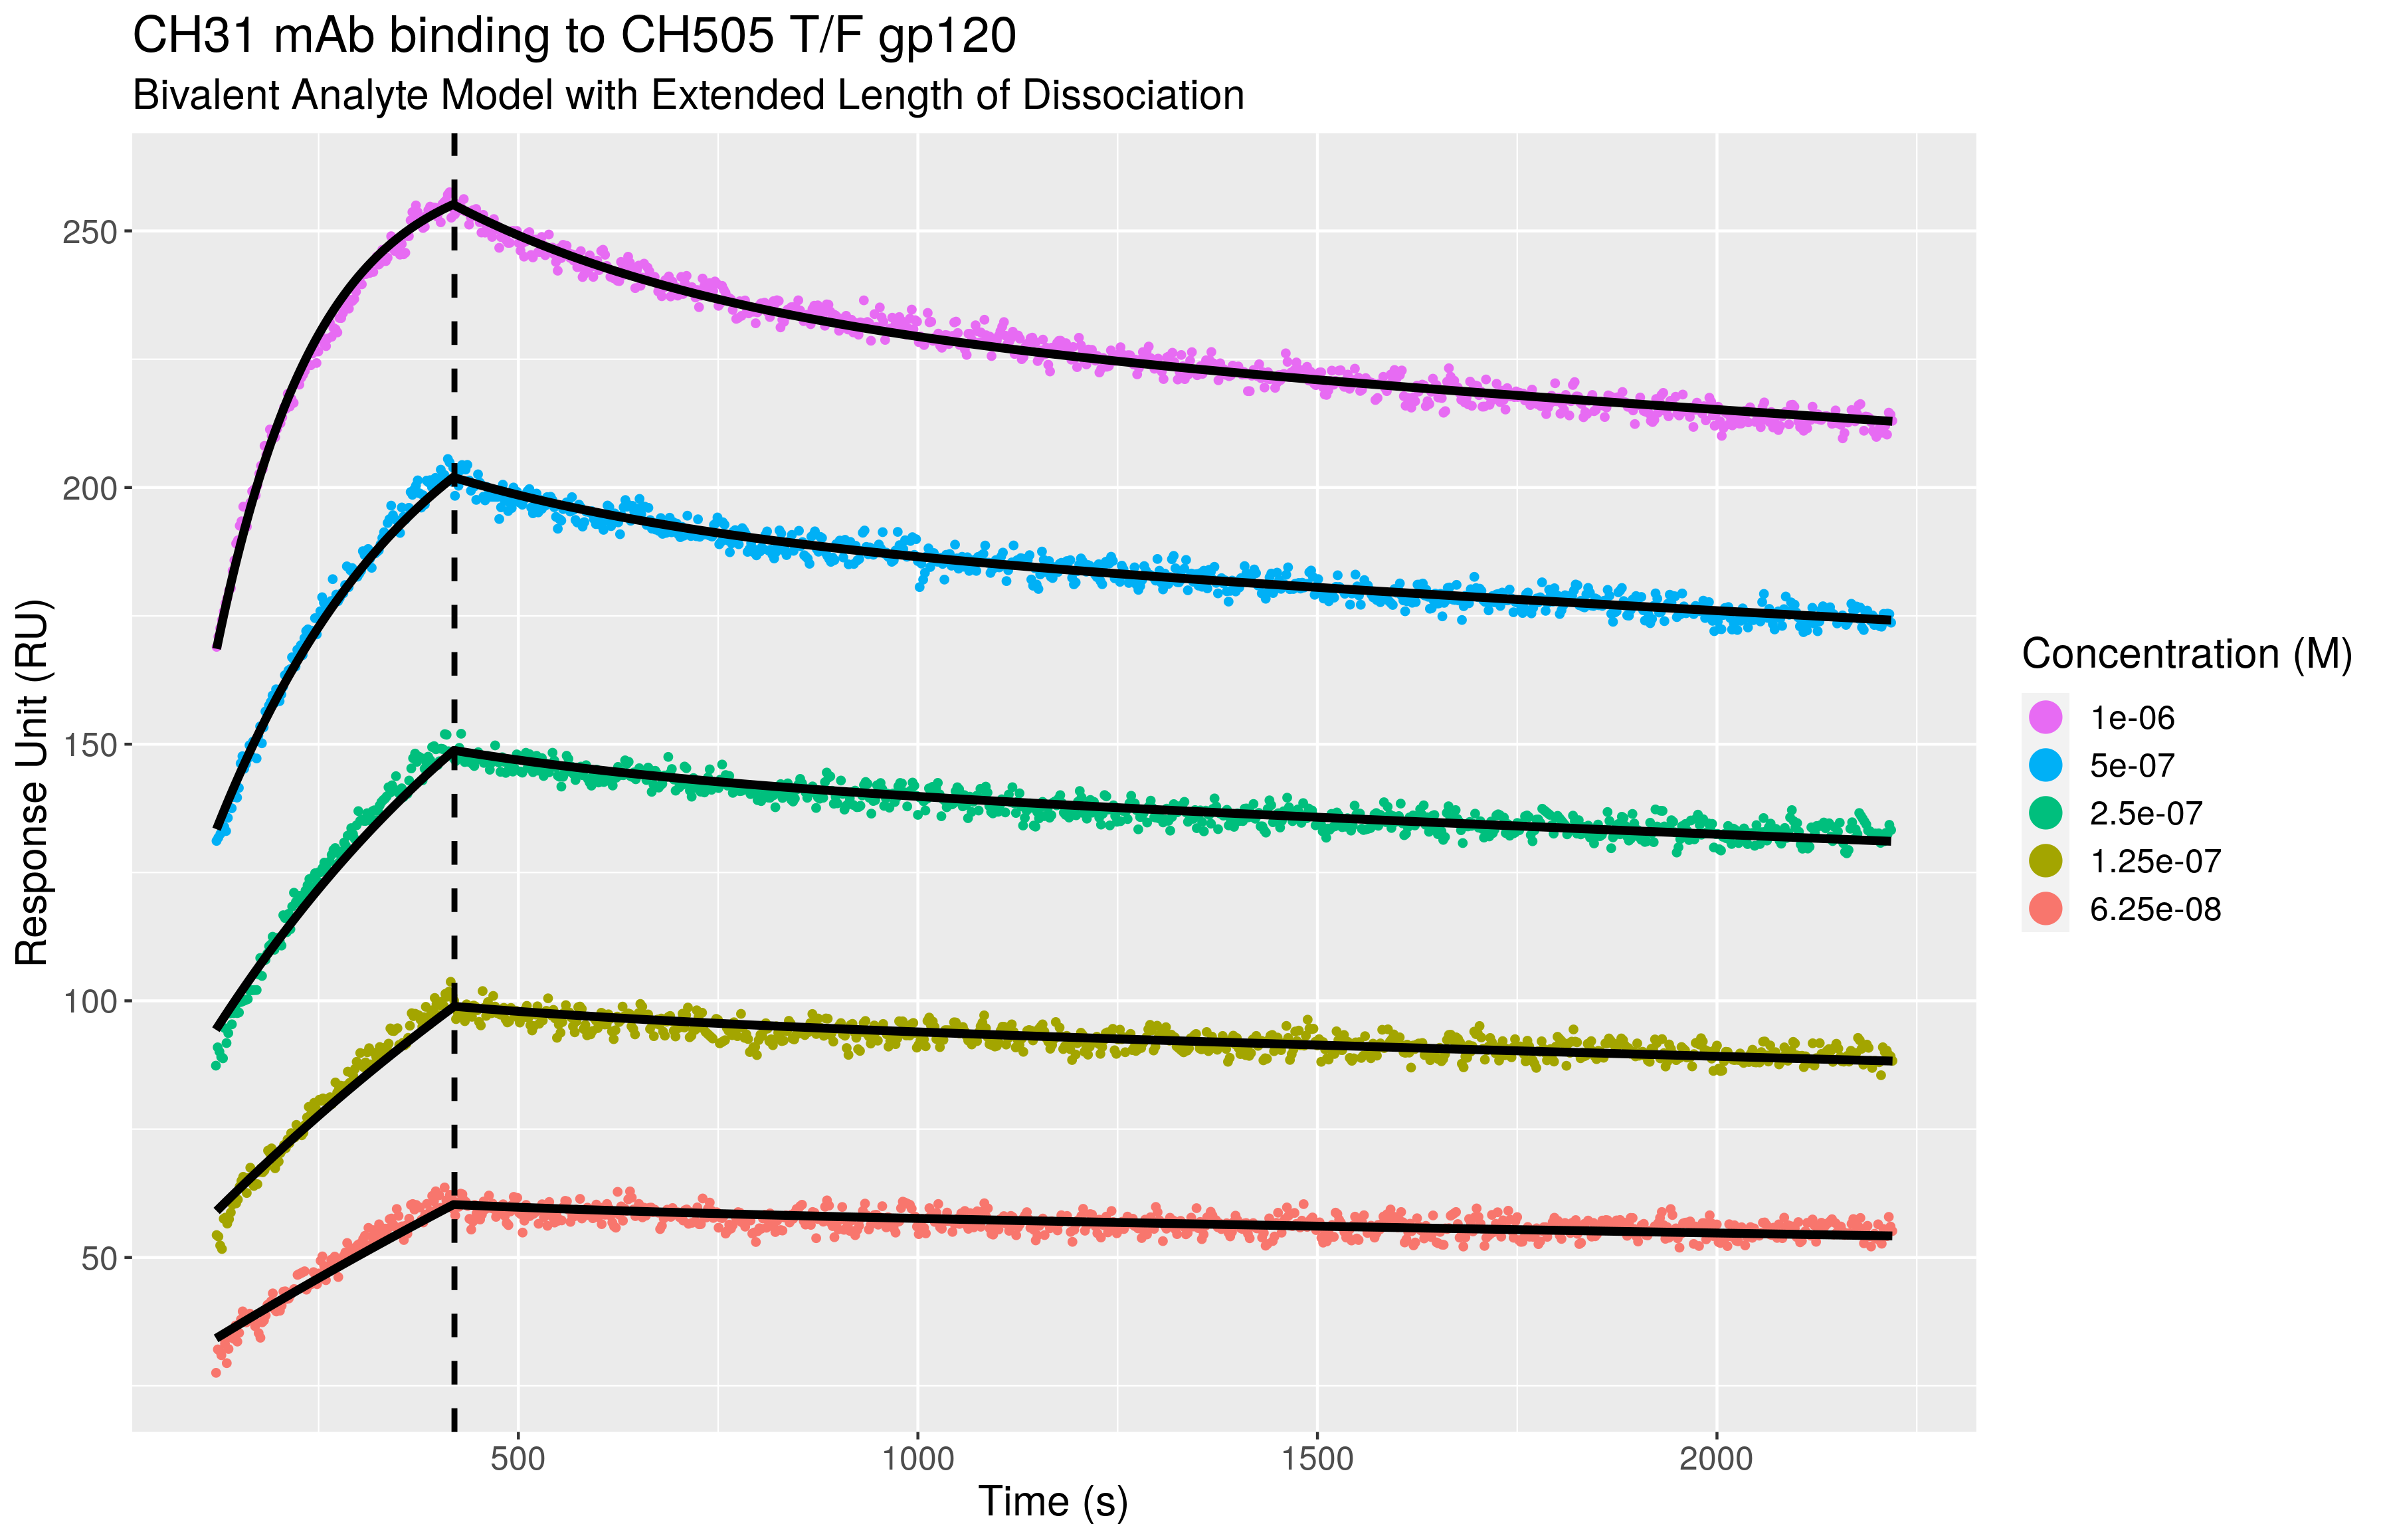 CH31 mAb binding to CH505 T/F gp120
Bivalent Analyte Model with Extended Length of Dissociation
Response Unit (RU)
250
200
150
100
50
500
1000
1500
2000
Time (s)
Concentration (M)
1e-06
5e-07
2.5e-07
1.25e-07
6.25e-08